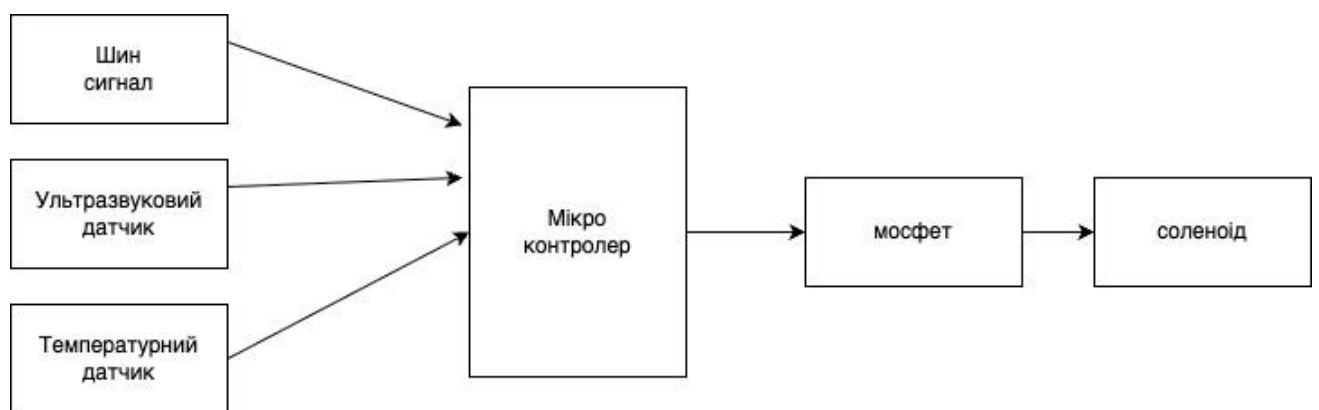 Шин
сигнал
Ультразвуковий
датчик
Температурний
датчик
Мікро
контролер
мосфет
соленоїд